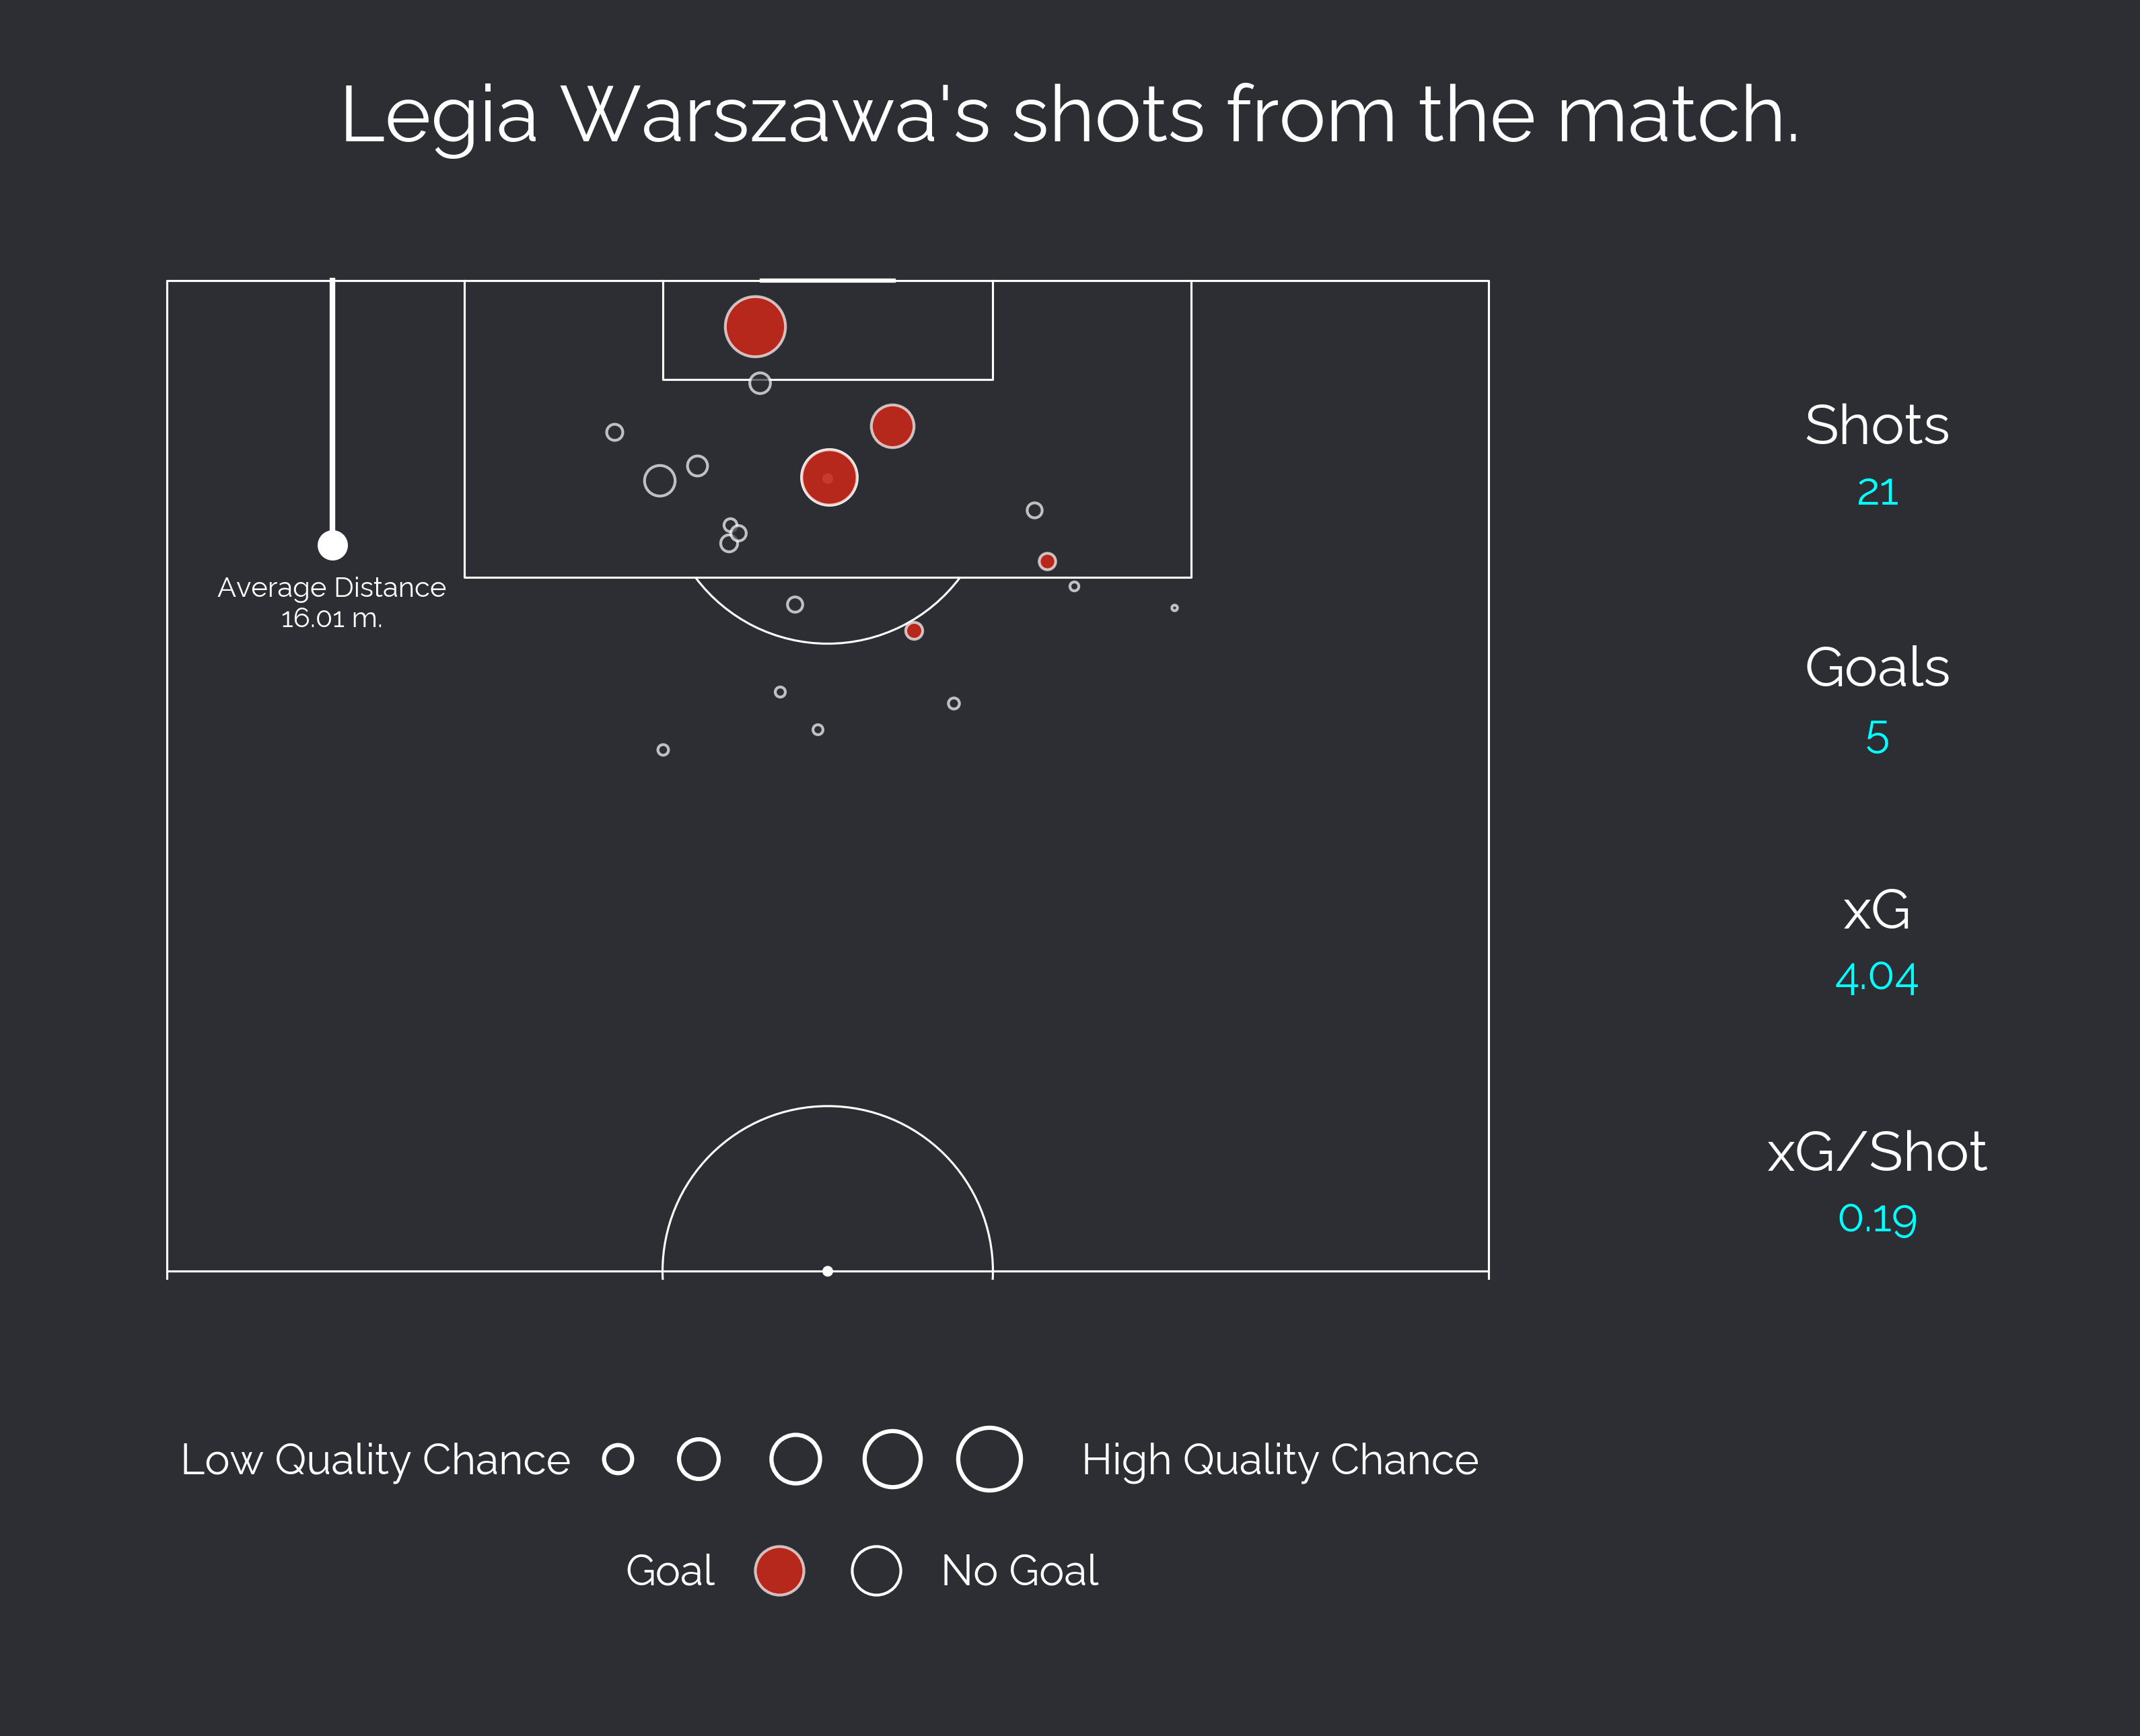 Legia Warszawa's shots from the match.
Average Distance
16.01 m.
Shots
21
Goals
5
xG
4.04
xG/Shot
0.19
Low Quality Chance
High Quality Chance
Goal
No Goal